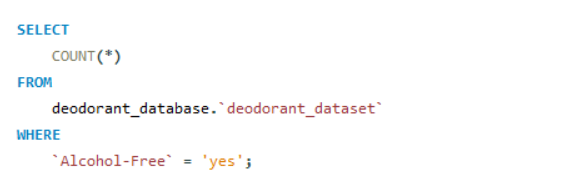 SELECT
COUNT(*)
FROM
deodorant_database.`deodorant_dataset`
WHERE
`Alcohol-Free` = 'yes';